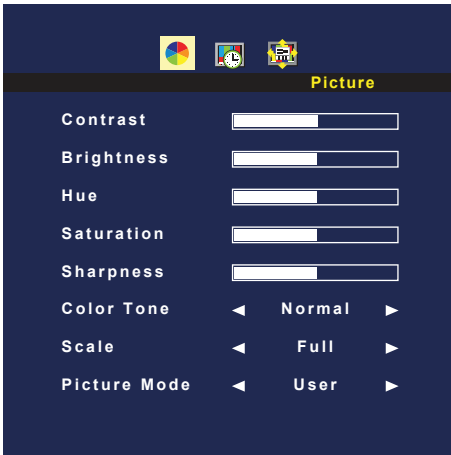 Picture
Contrast
Brightness
Hue
Saturation
Sharpness
Color Tone Normal
Scale Full
Picture Mode User